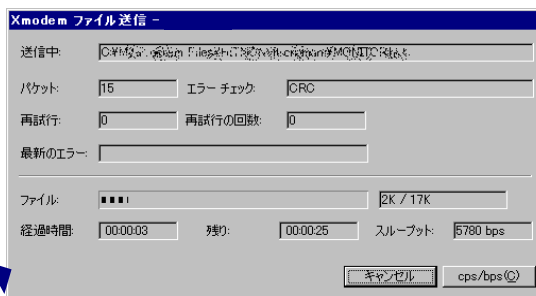 Xmodem ファイル送信 -
送信中:
パケット: 15 エラー チェック: CRC
再試行: 0 再試行の回数: 0
最新のエラー:
ファイル: 2K / 17K
経過時間: 00:00:03 残り: 00:00:25 スループット: 5780 bps
キャンセル cps/bps(C)